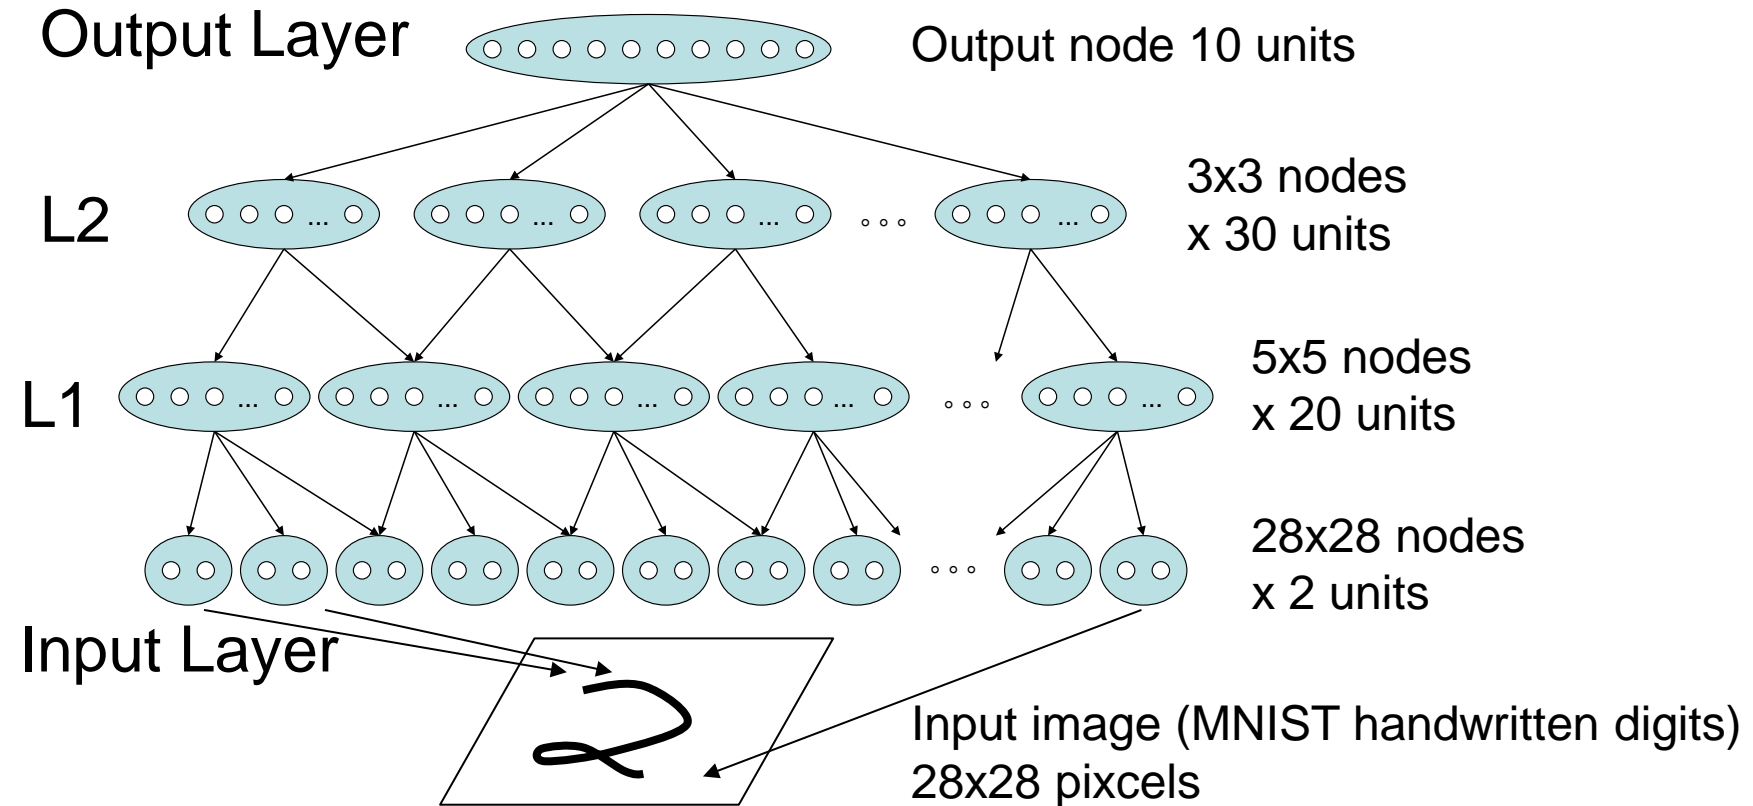 Output Layer
Output node 10 units
L2
3x3 nodes
x 30 units
L1
5x5 nodes
x 20 units
28x28 nodes
x 2 units
Input Layer
Input image (MNIST handwritten digits)
28x28 pixcels